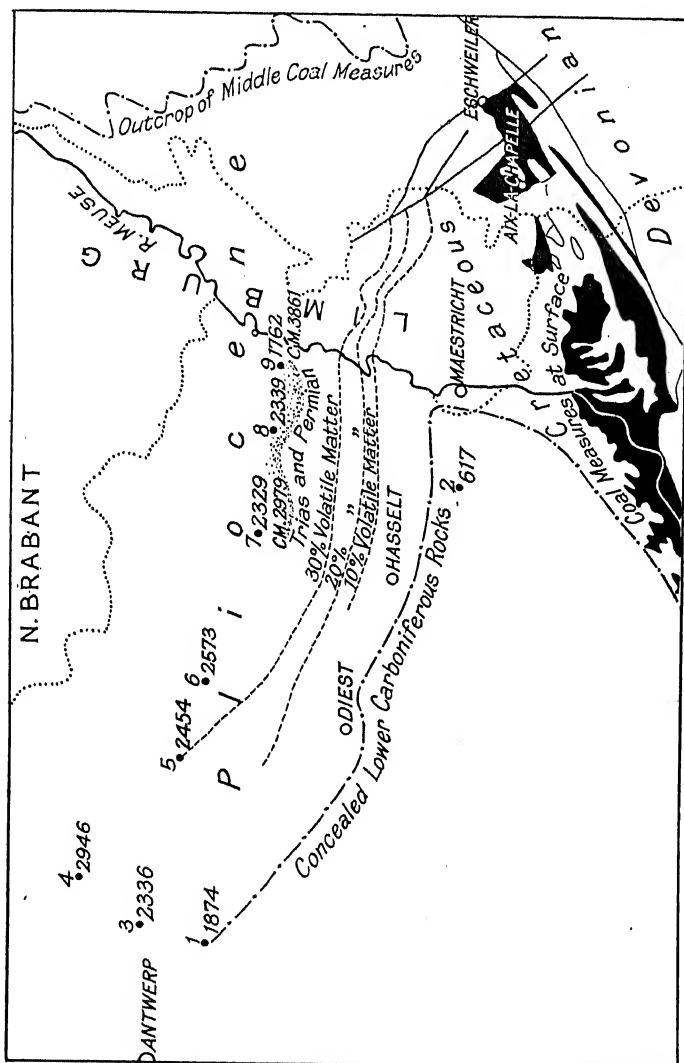 N. BRABANT
Outcrop of Middle Coal Measures
R. MEUSE
LIMBURG
Pliocene
ANTWERP
1
1874
3
2336
4
2946
5
2454
6
2573
7
2329
C.M. 2979
8
2339
9
1762
C.M. 3861
Trias and Permian
30% Volatile Matter
20% "
10% Volatile Matter "
DIEST
HASSELT
Concealed Lower Carboniferous Rocks
2
617
MAESTRICHT
Cretaceous
ESCHWEILER
AIX-LA-CHAPELLE
Coal Measures at Surface
Devonian